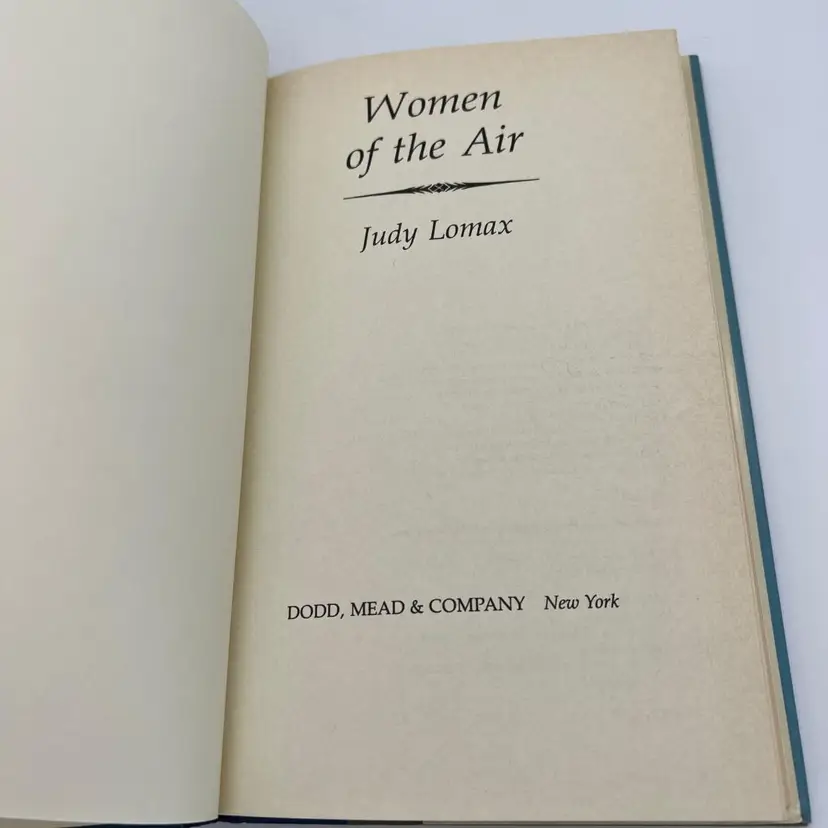 Women
of the Air
Judy Lomax
DODD, MEAD & COMPANY New York